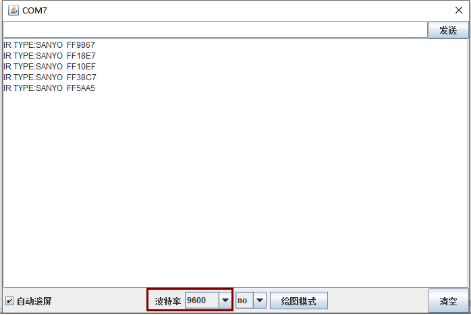 COM7
发送
IR TYPE:SANYO  FF9867
IR TYPE:SANYO  FF18E7
IR TYPE:SANYO  FF10EF
IR TYPE:SANYO  FF38C7
IR TYPE:SANYO  FF5AA5
自动滚屏 波特率 9600 no 绘图模式 清空